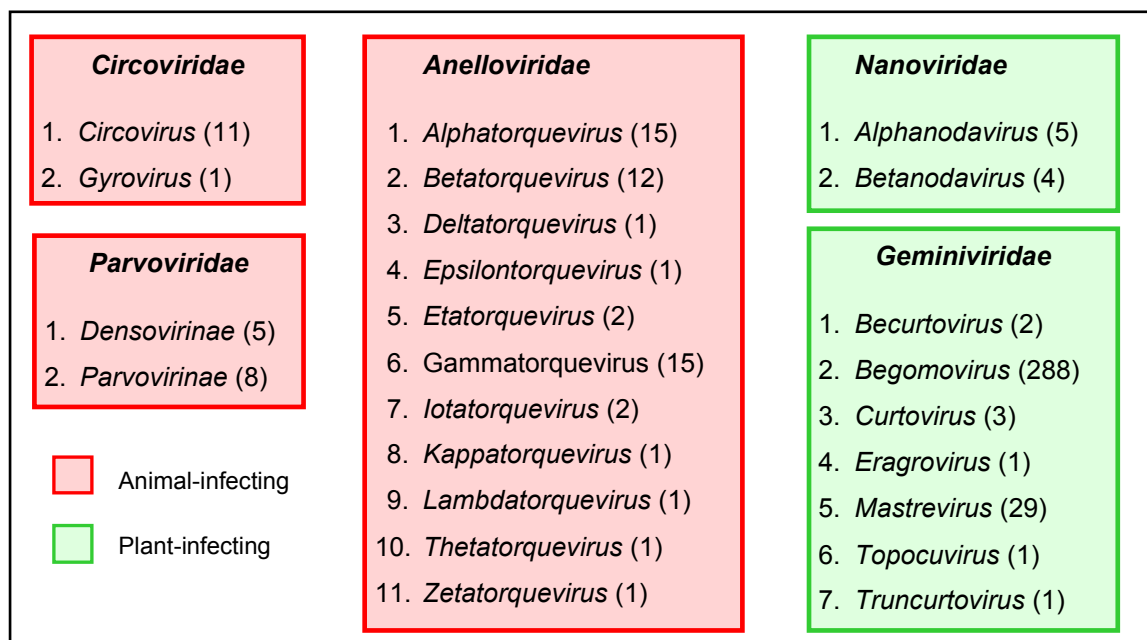 Circoviridae
1. Circovirus (11)
2. Gyrovirus (1)
Parvoviridae
1. Densovirinae (5)
2. Parvovirinae (8)
Animal-infecting
Plant-infecting
Anelloviridae
1. Alphatorquevirus (15)
2. Betatorquevirus (12)
3. Deltatorquevirus (1)
4. Epsilontorquevirus (1)
5. Etatorquevirus (2)
6. Gammatorquevirus (15)
7. Iotatorquevirus (2)
8. Kappatorquevirus (1)
9. Lambdatorquevirus (1)
10. Thetatorquevirus (1)
11. Zetatorquevirus (1)
Nanoviridae
1. Alphanodavirus (5)
2. Betanodavirus (4)
Geminiviridae
1. Becurtovirus (2)
2. Begomovirus (288)
3. Curtovirus (3)
4. Eragrovirus (1)
5. Mastrevirus (29)
6. Topocuvirus (1)
7. Truncurtovirus (1)